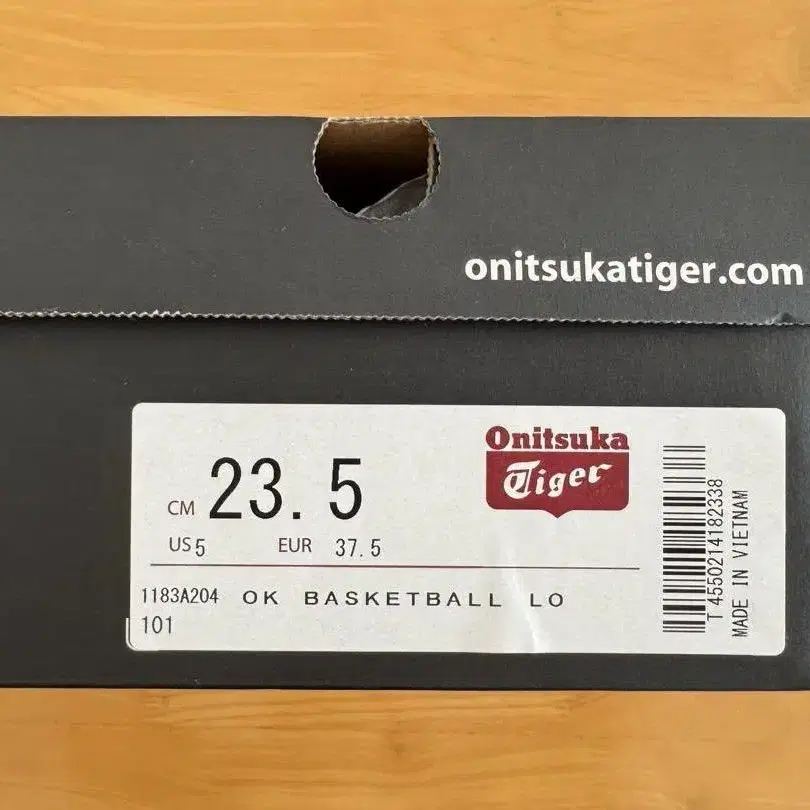 onitsukatiger.com
Onitsuka
Tiger
CM 23.5
US 5 EUR 37.5
1183A204 OK BASKETBALL LO
101
T 4550214182338
MADE IN VIETNAM